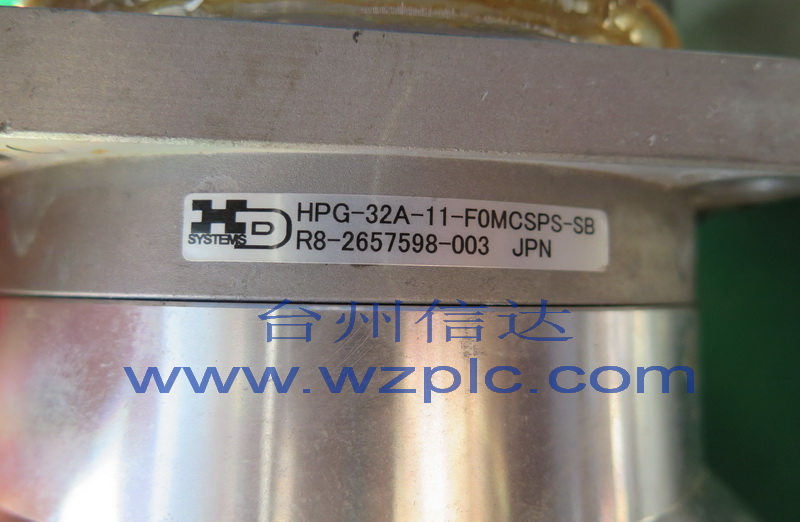 HD SYSTEMS
HPG-32A-11-F0MCSPS-SB
R8-2657598-003 JPN
台州信达
www.wzplc.com